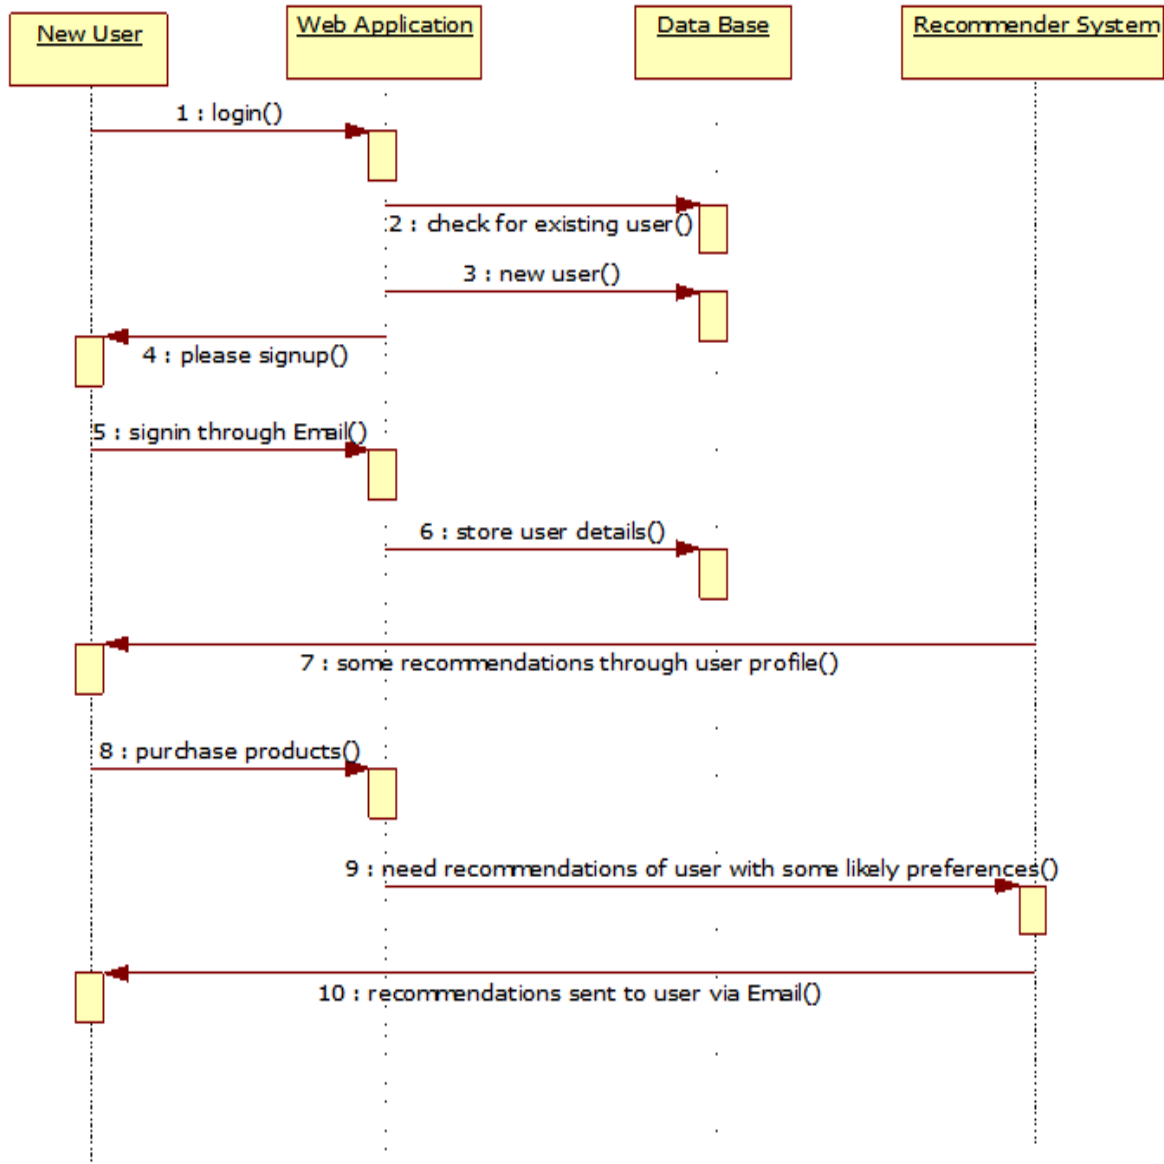 New User
Web Application
Data Base
Recommender System
1 : login()
2 : check for existing user()
3 : new user()
4 : please signup()
5 : signin through Email()
6 : store user details()
7 : some recommendations through user profile()
8 : purchase products()
9 : need recommendations of user with some likely preferences()
10 : recommendations sent to user via Email()